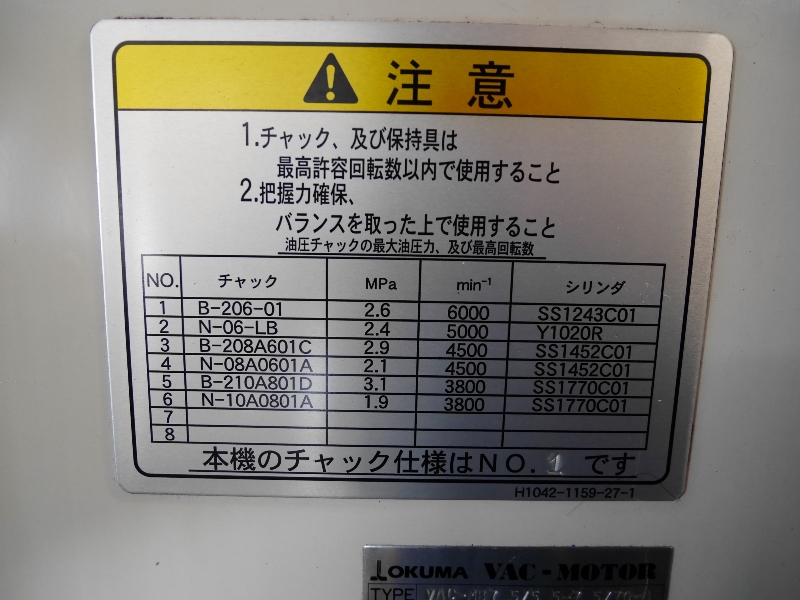 注意
1.チャック、及び保持具は
最高許容回転数以内で使用すること
2.把握力確保、
バランスを取った上で使用すること
油圧チャックの最大油圧力、及び最高回転数
NO. チャック MPa min⁻¹ シリンダ
1 B-206-01 2.6 6000 SS1243C01
2 N-06-LB 2.4 5000 Y1020R
3 B-208A601C 2.9 4500 SS1452C01
4 N-08A0601A 2.1 4500 SS1452C01
5 B-210A801D 3.1 3800 SS1770C01
6 N-10A0801A 1.9 3800 SS1770C01
7
8
本機のチャック仕様はNO.1です
H1042-1159-27-1
OKUMA VAC-MOTOR
TYPE